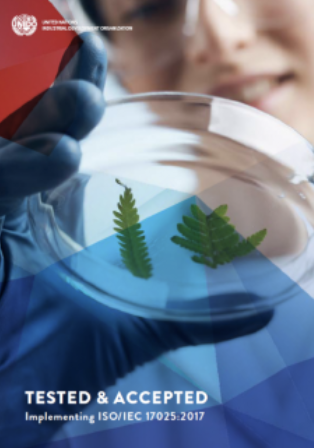 UNITED NATIONS
INDUSTRIAL DEVELOPMENT ORGANIZATION
TESTED & ACCEPTED
Implementing ISO/IEC 17025:2017